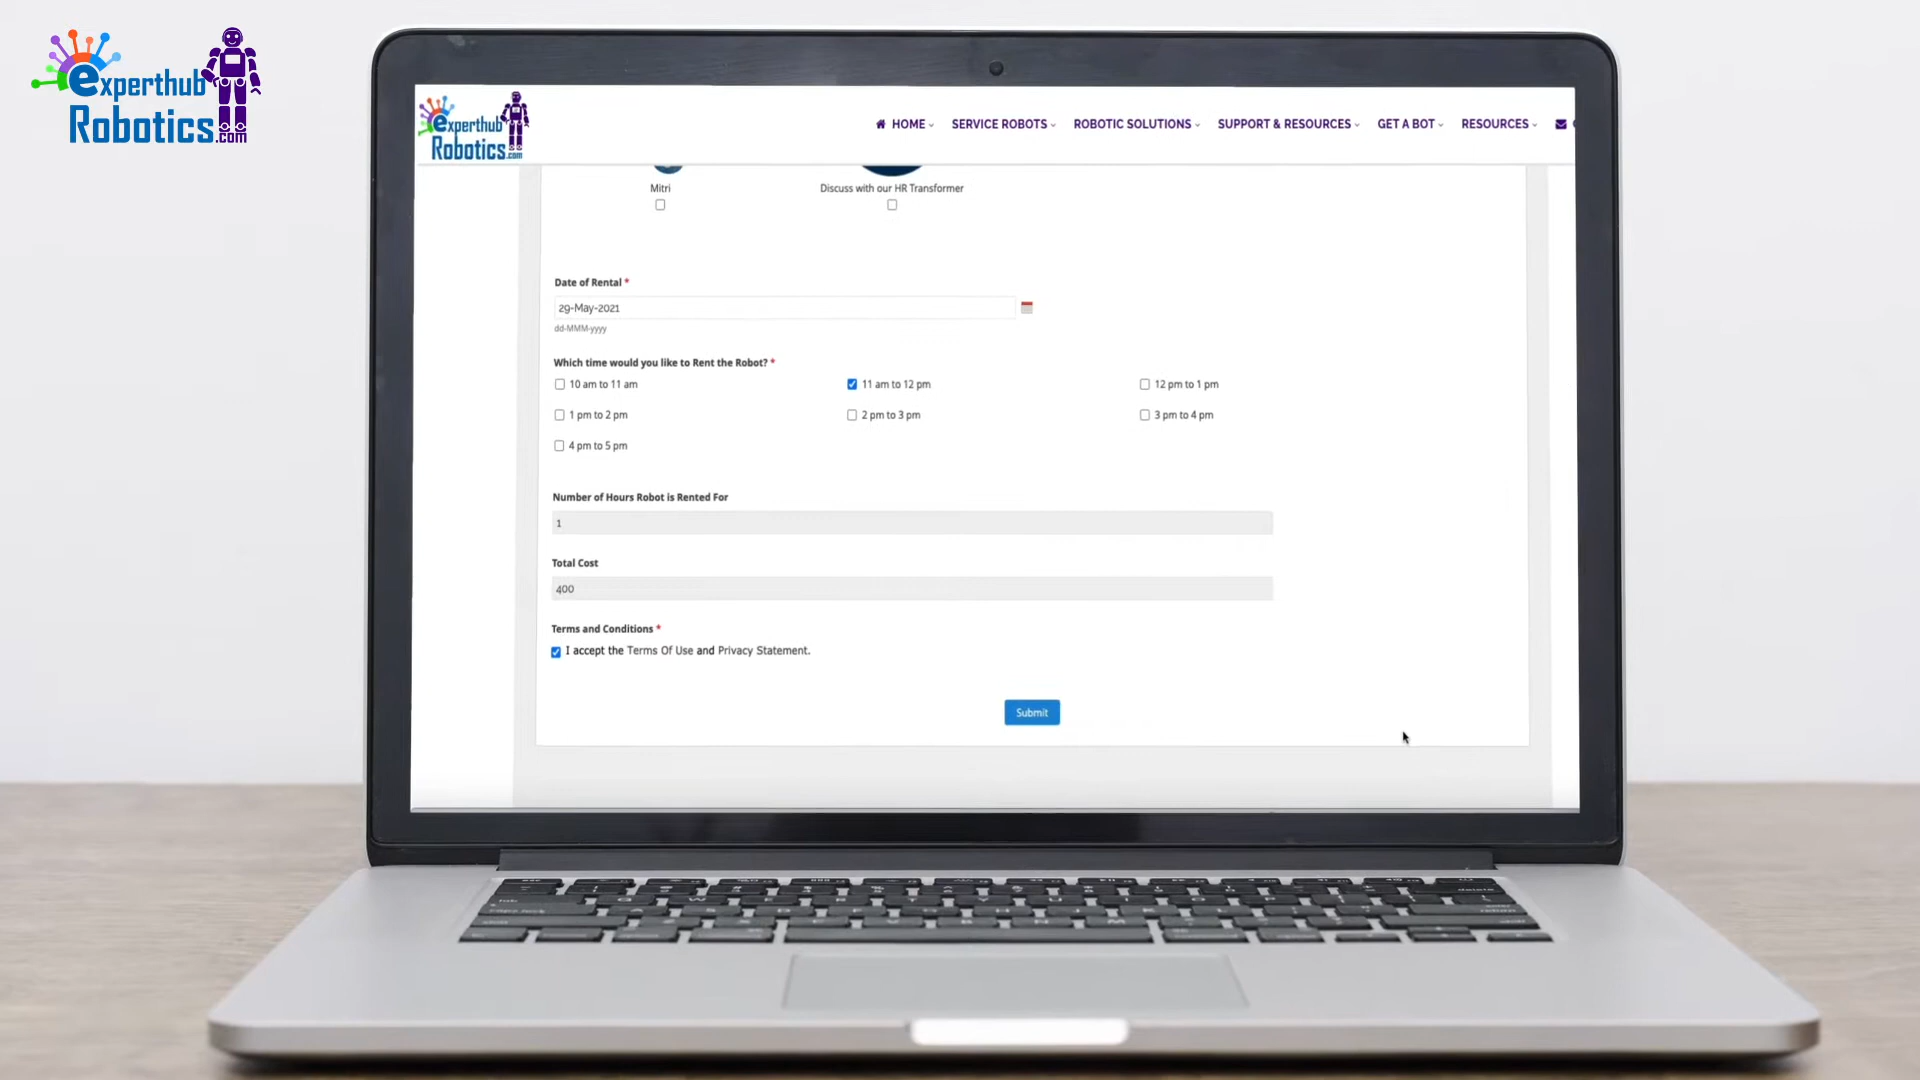 experthub
Robotics.com
experthub
Robotics.com
HOME
SERVICE ROBOTS
ROBOTIC SOLUTIONS
SUPPORT & RESOURCES
GET A BOT
RESOURCES
Mitri
Discuss with our HR Transformer
Date of Rental *
29-May-2021
dd-MMM-yyyy
Which time would you like to Rent the Robot? *
10 am to 11 am
11 am to 12 pm
12 pm to 1 pm
1 pm to 2 pm
2 pm to 3 pm
3 pm to 4 pm
4 pm to 5 pm
Number of Hours Robot is Rented For
1
Total Cost
400
Terms and Conditions *
I accept the Terms Of Use and Privacy Statement.
Submit